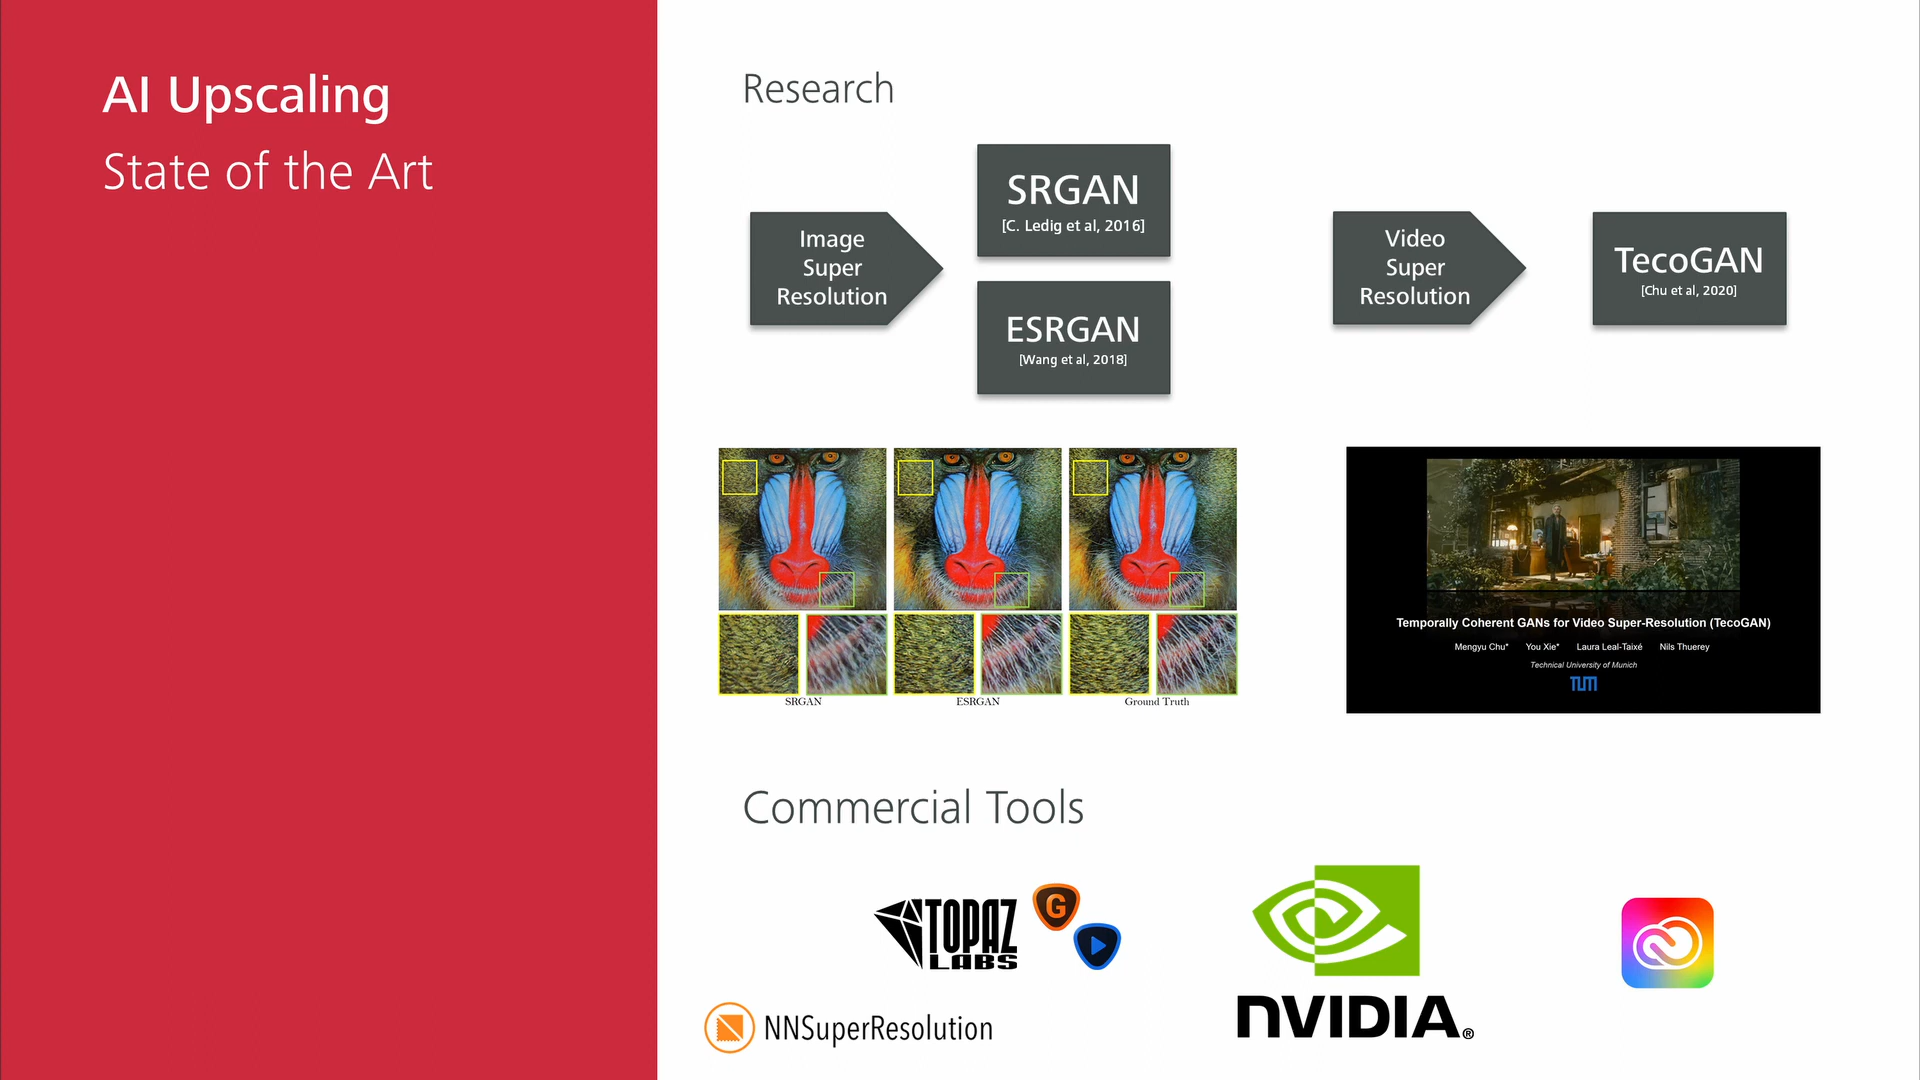 AI Upscaling
State of the Art
Research
Image
Super
Resolution
SRGAN
[C. Ledig et al, 2016]
ESRGAN
[Wang et al, 2018]
Video
Super
Resolution
TecoGAN
[Chu et al, 2020]
SRGAN
ESRGAN
Ground Truth
Temporally Coherent GANs for Video Super-Resolution (TecoGAN)
Mengyu Chu* You Xie* Laura Leal-Taixé Nils Thuerey
Technical University of Munich
TUM
Commercial Tools
TOPAZ
LABS
G
NVIDIA®
NNSuperResolution